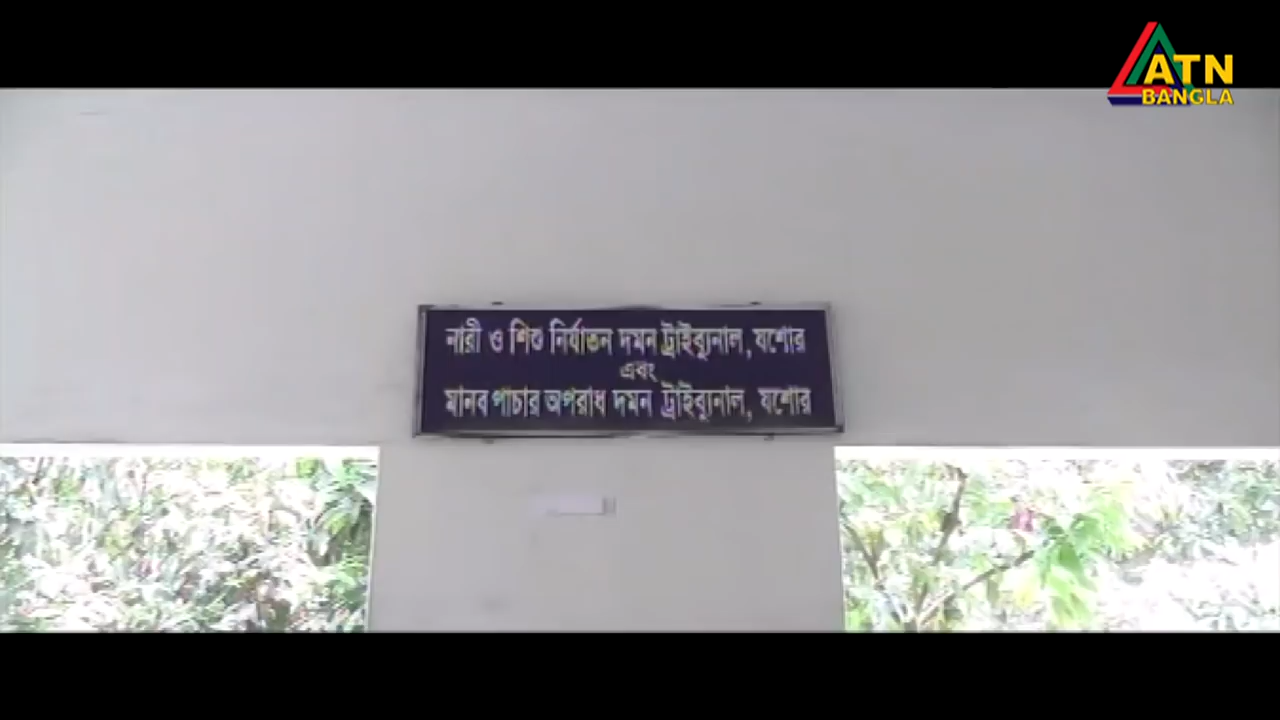 ATN
BANGLA
নারী ও শিশু নির্যাতন দমন ট্রাইব্যুনাল, যশোর
এবং
মানব পাচার অপরাধ দমন ট্রাইব্যুনাল, যশোর